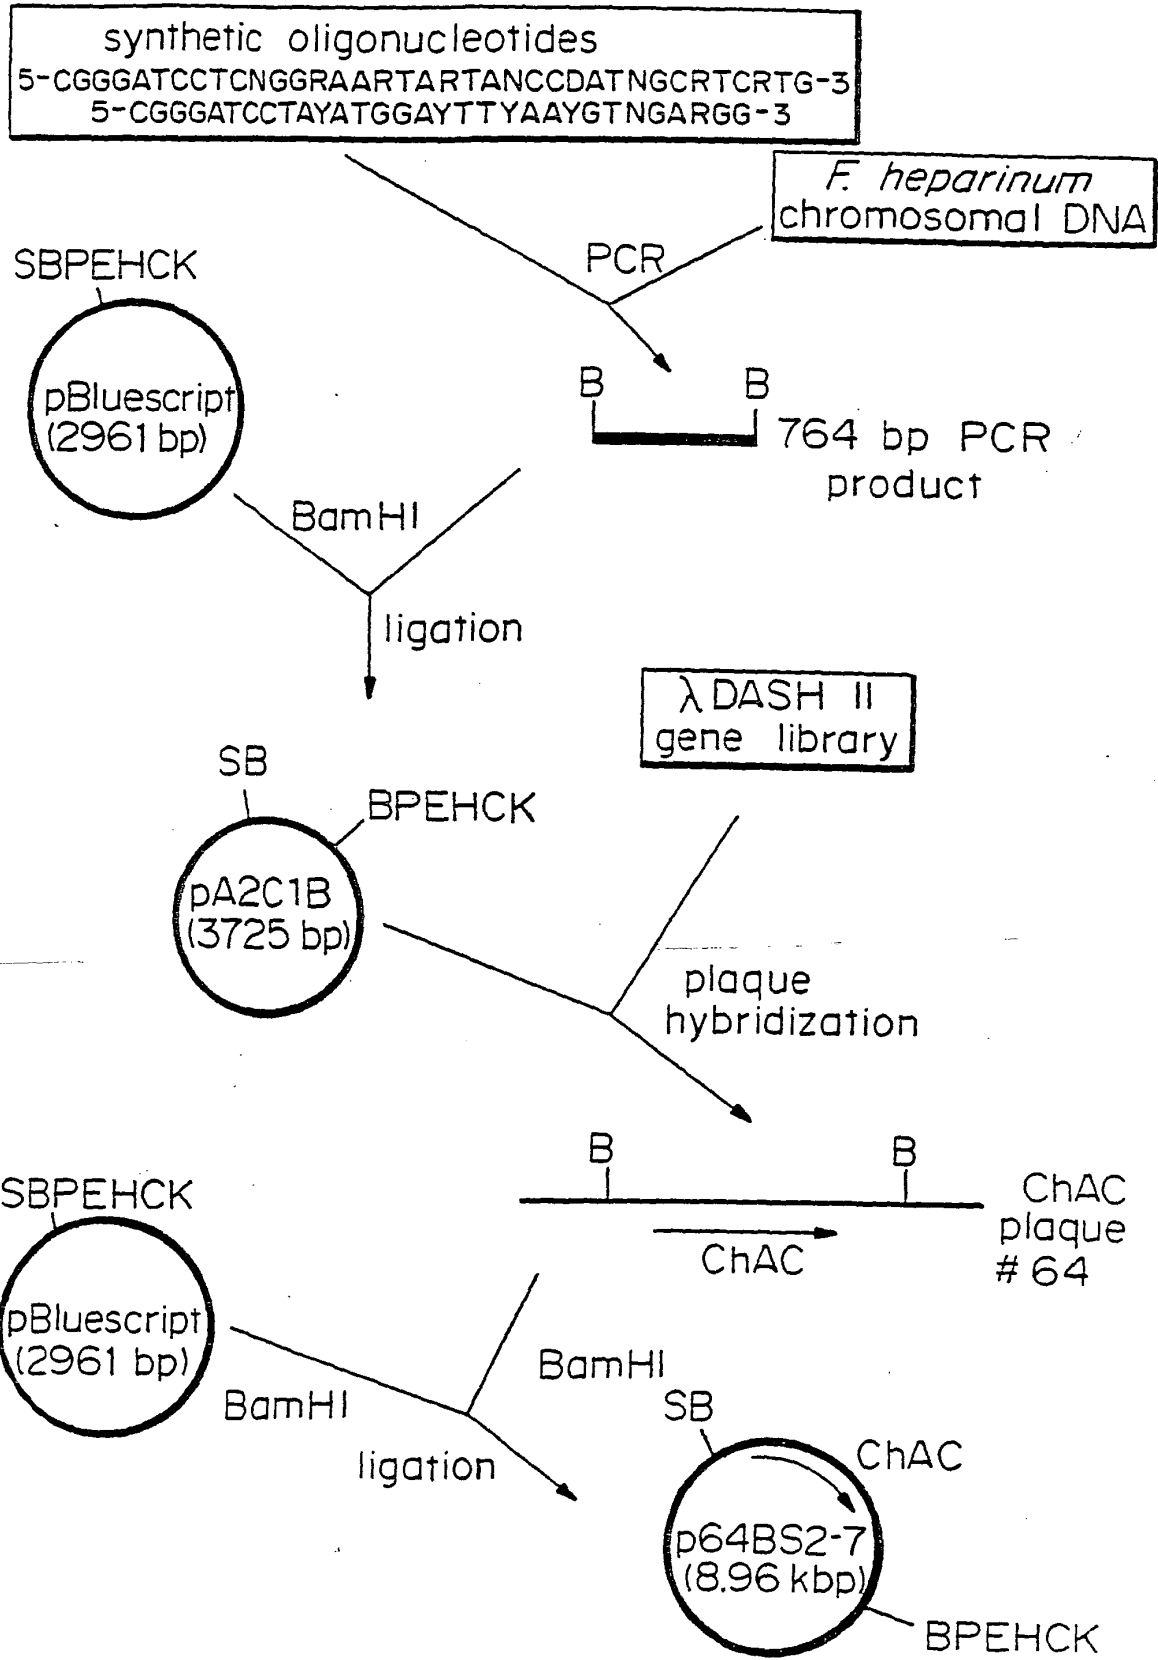 synthetic oligonucleotides
5-CGGGATCCTCNGGRAARTARTANCCDATNGCRTCRTG-3
5-CGGGATCCTAYATGGAYTTYAAYGTNGARGG-3
F. heparinum
chromosomal DNA
PCR
SBPEHCK
pBluescript
(2961 bp)
B
B
764 bp PCR
product
BamHI
ligation
λ DASH II
gene library
SB
BPEHCK
pA2C1B
(3725 bp)
plaque
hybridization
B
B
ChAC
plaque
#64
ChAC
SBPEHCK
pBluescript
(2961 bp)
BamHI
BamHI
ligation
SB
ChAC
p64BS2-7
(8.96 kbp)
BPEHCK